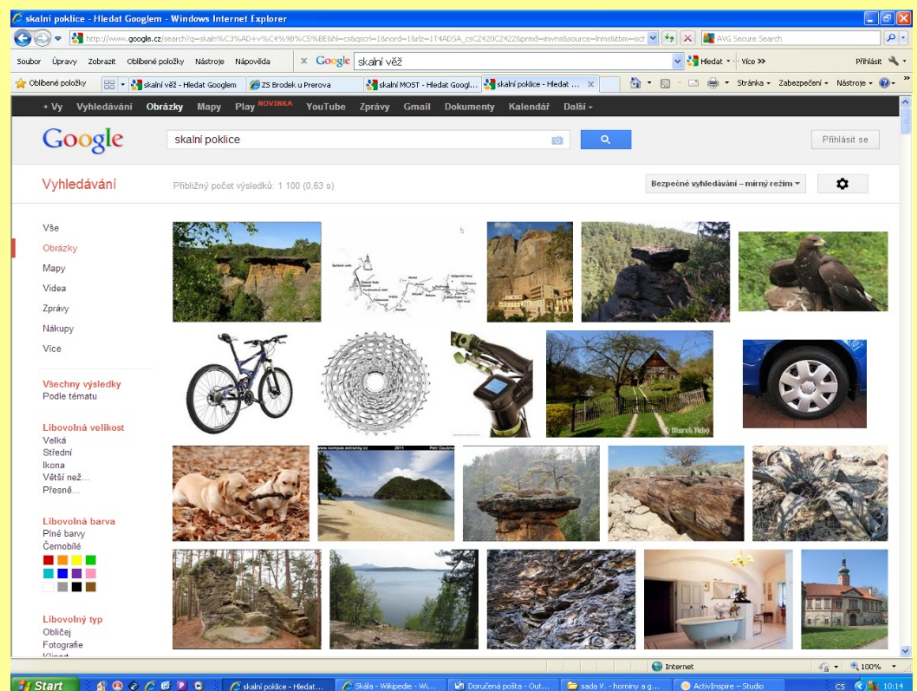 skalní poklice - Hledat Googlem - Windows Internet Explorer
AVG Secure Search
Soubor Úpravy Zobrazit Oblíbené položky Nástroje Nápověda
x Google skalní věž Hledat Více >> Přihlásit
Oblíbené položky
skalní věž - Hledat Googlem
ZS Brodek u Prerova
skalní MOST - Hledat Googl...
skalní poklice - Hledat ... X
Stránka Zabezpečení Nástroje
+ Vy Vyhledávání Obrázky Mapy Play NOVINKA YouTube Zprávy Gmail Dokumenty Kalendář Další
Google
skalní poklice
Přihlásit se
Vyhledávání
Přibližný počet výsledků: 1 100 (0,63 s)
Bezpečné vyhledávání – mírný režim
Vše
Obrázky
Mapy
Videa
Zprávy
Nákupy
Více
Všechny výsledky
Podle tématu
Libovolná velikost
Velká
Střední
Ikona
Větší než...
Přesně...
Libovolná barva
Plné barvy
Černobílé
Libovolný typ
Obličej
Fotografie
Internet
100%
Start
skalní poklice - Hledat...
Skála - Wikipedie - Wi...
Doručená pošta - Out...
sada V. - horniny a g...
ActivInspire – Studio
CS
10:14